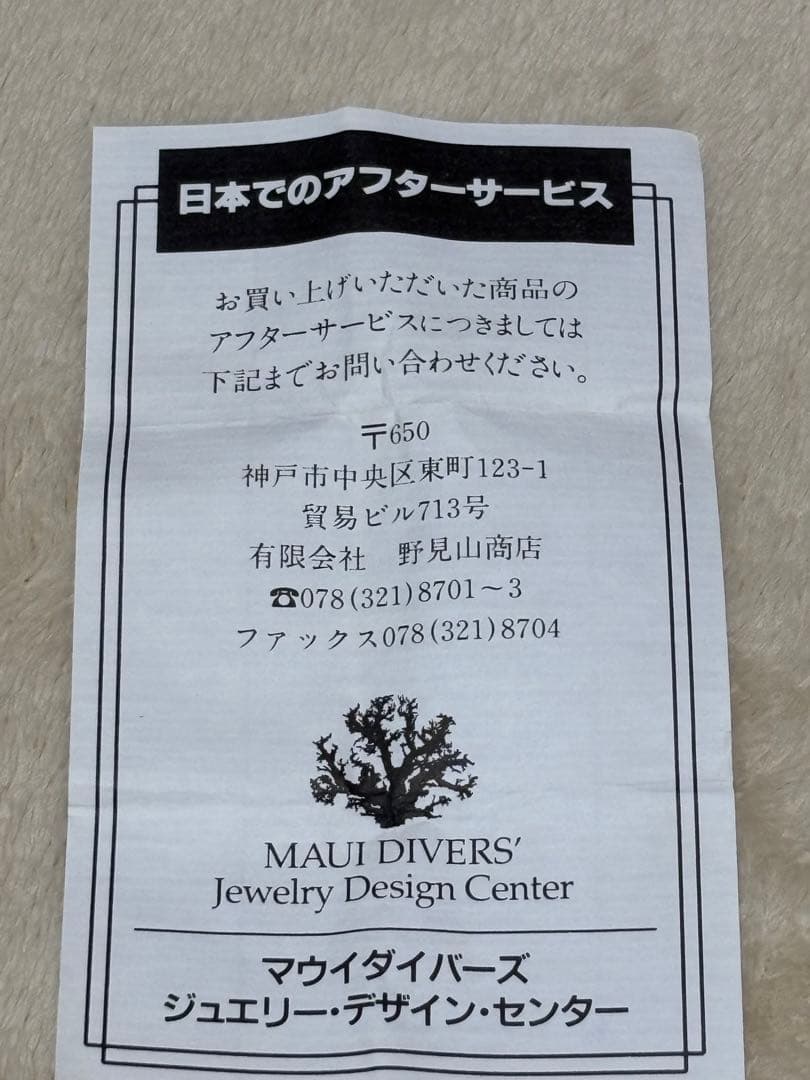 日本でのアフターサービス
お買い上げいただいた商品の
アフターサービスにつきましては
下記までお問い合わせください。
〒650
神戸市中央区東町123-1
貿易ビル713号
有限会社　野見山商店
☎078(321)8701〜3
ファックス078(321)8704
MAUI DIVERS'
Jewelry Design Center
マウイダイバーズ
ジュエリー・デザイン・センター